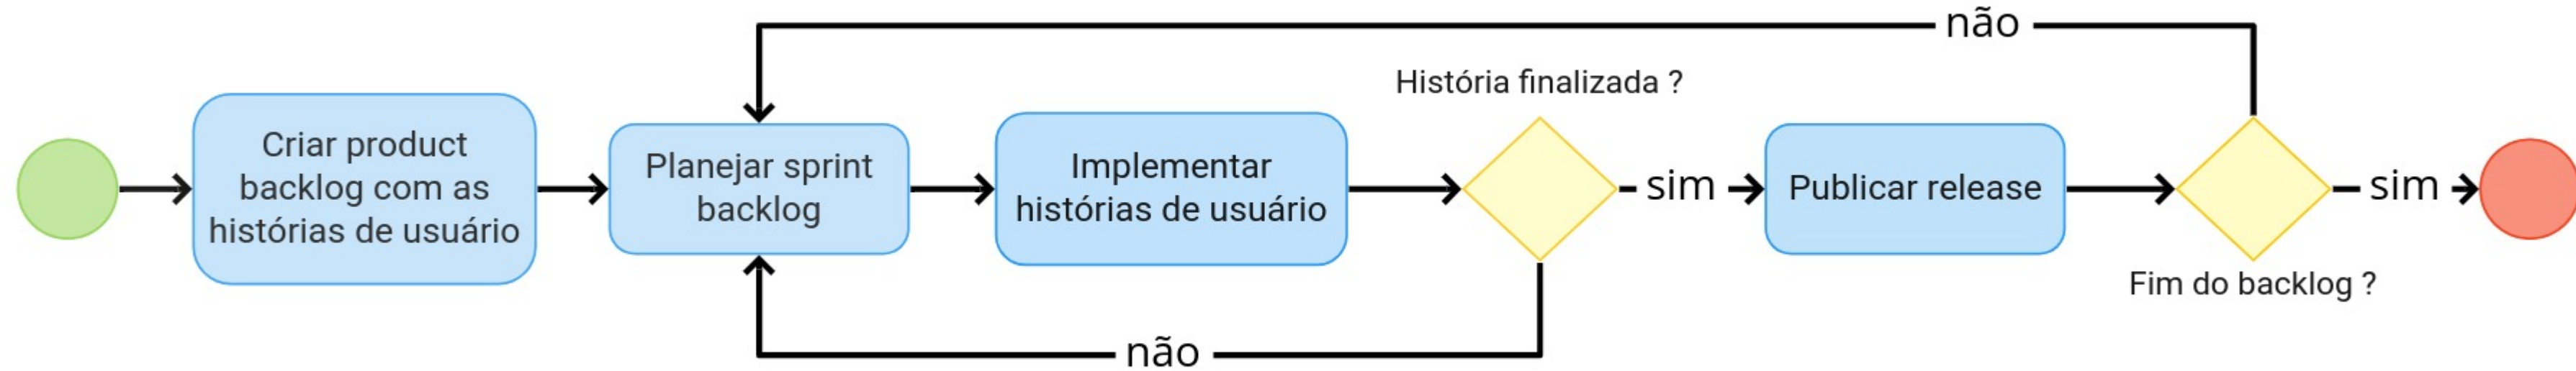 não
História finalizada ?
Criar product
backlog com as
histórias de usuário
Planejar sprint
backlog
Implementar
histórias de usuário
sim
Publicar release
sim
Fim do backlog ?
não